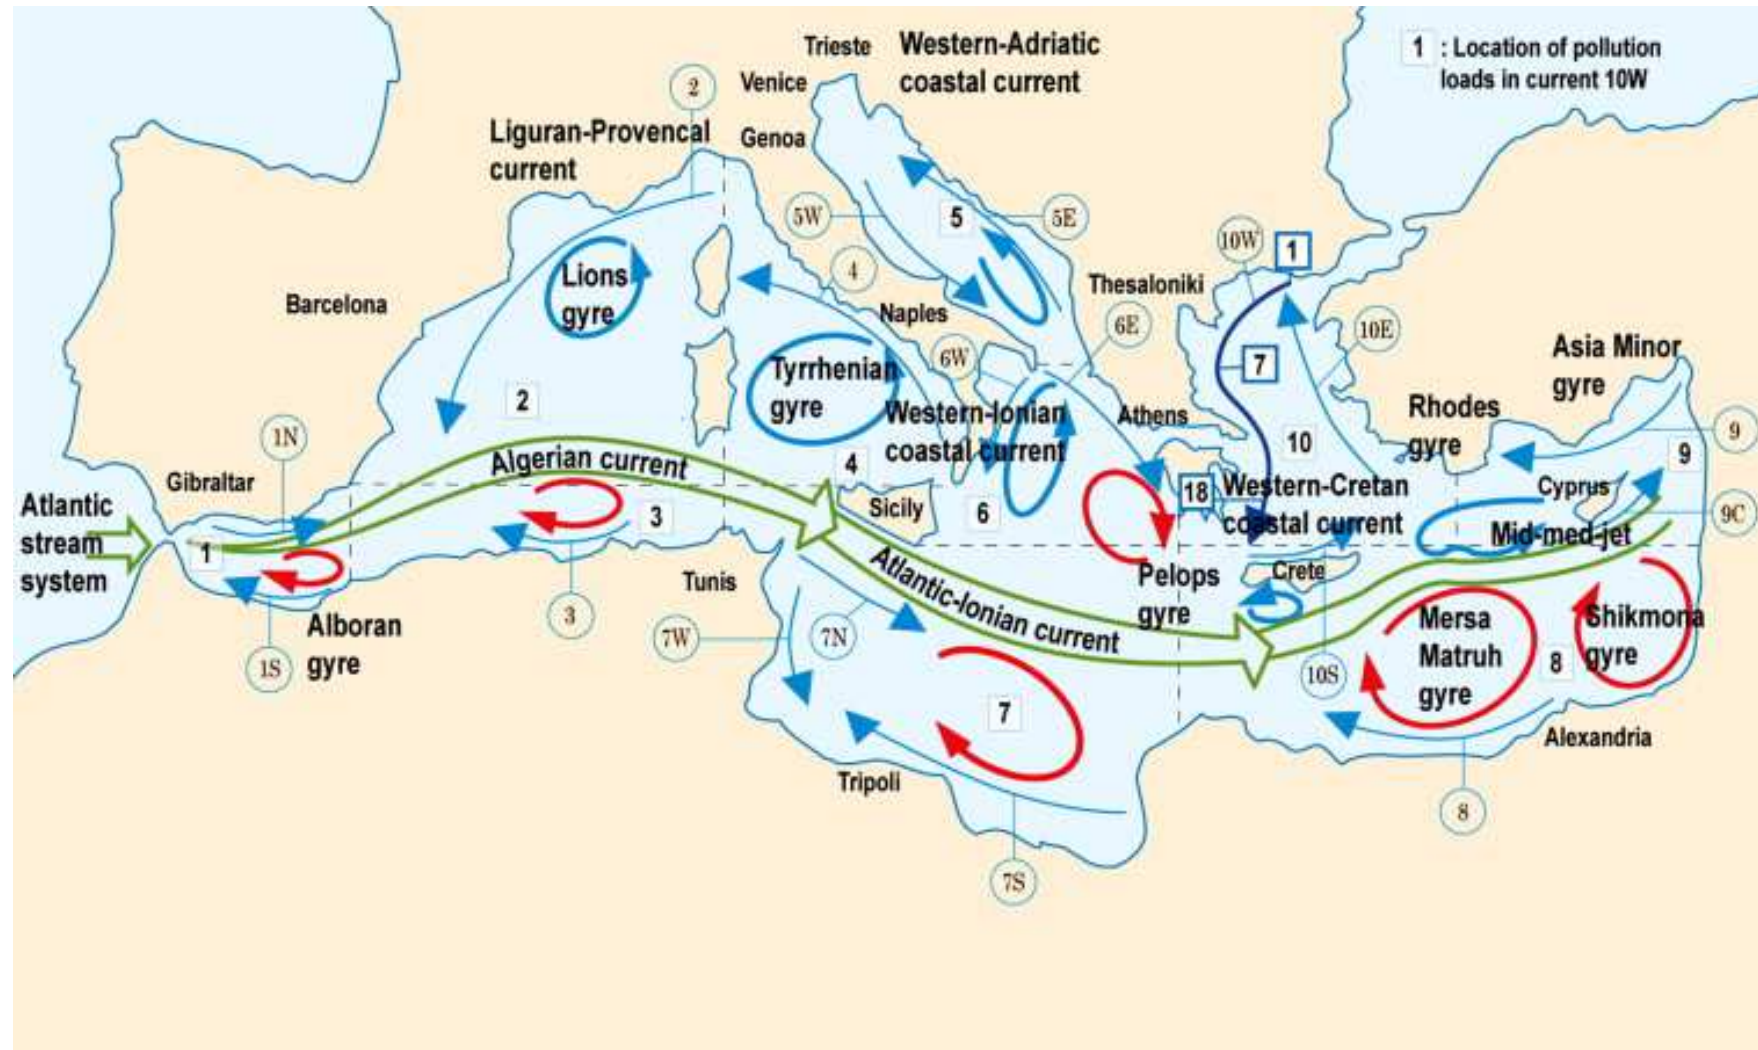 Trieste
Western-Adriatic
coastal current
1 : Location of pollution
loads in current 10W
Venice
2
Liguran-Provencal
current
Genoa
5W
5
5E
10W
1
4
Lions
gyre
Thesaloniki
Barcelona
Naples
6E
10E
6W
7
Asia Minor
gyre
Tyrrhenian
gyre
2
Western-Ionian
coastal current
Athens
Rhodes
gyre
1N
10
9
9
Algerian current
4
Gibraltar
18
Western-Cretan
coastal current
Cyprus
Atlantic
stream
system
Sicily
6
3
9C
Mid-med-jet
1
Atlantic-Ionian current
Tunis
Pelops
gyre
Crete
3
Alboran
gyre
7W
7N
Mersa
Matruh
gyre
Shikmona
gyre
8
1S
10S
7
Alexandria
Tripoli
8
7S